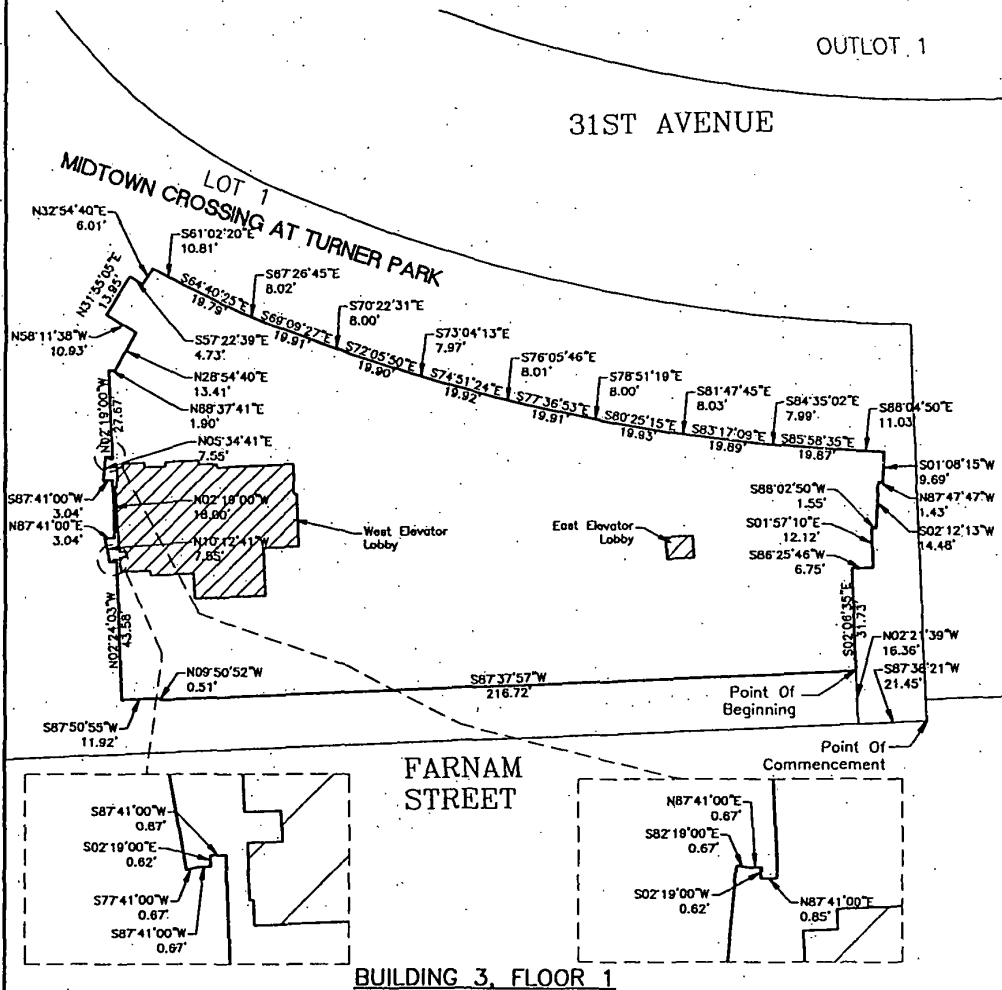 OUTLOT 1
31ST AVENUE
LOT 1
MIDTOWN CROSSING AT TURNER PARK
N32°54'40"E
6.01'
S61°02'20"E
10.81'
N31°55'05"E
13.95'
S64°40'25"E
19.79'
S67°26'45"E
8.02'
S69°09'27"E
19.91'
S70°22'31"E
8.00'
S72°05'50"E
19.90'
S73°04'13"E
7.97'
S74°51'24"E
19.92'
S76°05'46"E
8.01'
S77°36'53"E
19.91'
S78°51'19"E
8.00'
S80°25'15"E
19.93'
S81°47'45"E
8.03'
S83°17'09"E
19.89'
S84°35'02"E
7.99'
S85°58'35"E
19.87'
S88°04'50"E
11.03
N58°11'38"W
10.93'
S57°22'39"E
4.73'
N28°54'40"E
13.41'
N88°37'41"E
1.90'
N02°19'00"W
27.67'
N05°34'41"E
7.55'
S87°41'00"W
3.04'
N87°41'00"E
3.04'
N02°19'00"W
18.00'
N10°12'41"W
7.55'
West Elevator
Lobby
East Elevator
Lobby
S01°08'15"W
9.69'
N87°47'47"W
1.43'
S88°02'50"W
1.55'
S02°12'13"W
14.48'
S01°57'10"E
12.12'
S86°25'46"W
6.75'
S02°06'35"E
31.73'
N02°21'39"W
16.36'
S87°38'21"W
21.45'
N02°24'03"W
43.58'
N09°50'52"W
0.51'
S87°37'57"W
216.72'
Point Of
Beginning
S87°50'55"W
11.92'
Point Of
Commencement
FARNAM
STREET
S87°41'00"W
0.67'
S02°19'00"E
0.62'
S77°41'00"W
0.67'
S87°41'00"W
0.67'
N87°41'00"E
0.67'
S82°19'00"E
0.67'
S02°19'00"W
0.62'
N87°41'00"E
0.85'
BUILDING 3, FLOOR 1